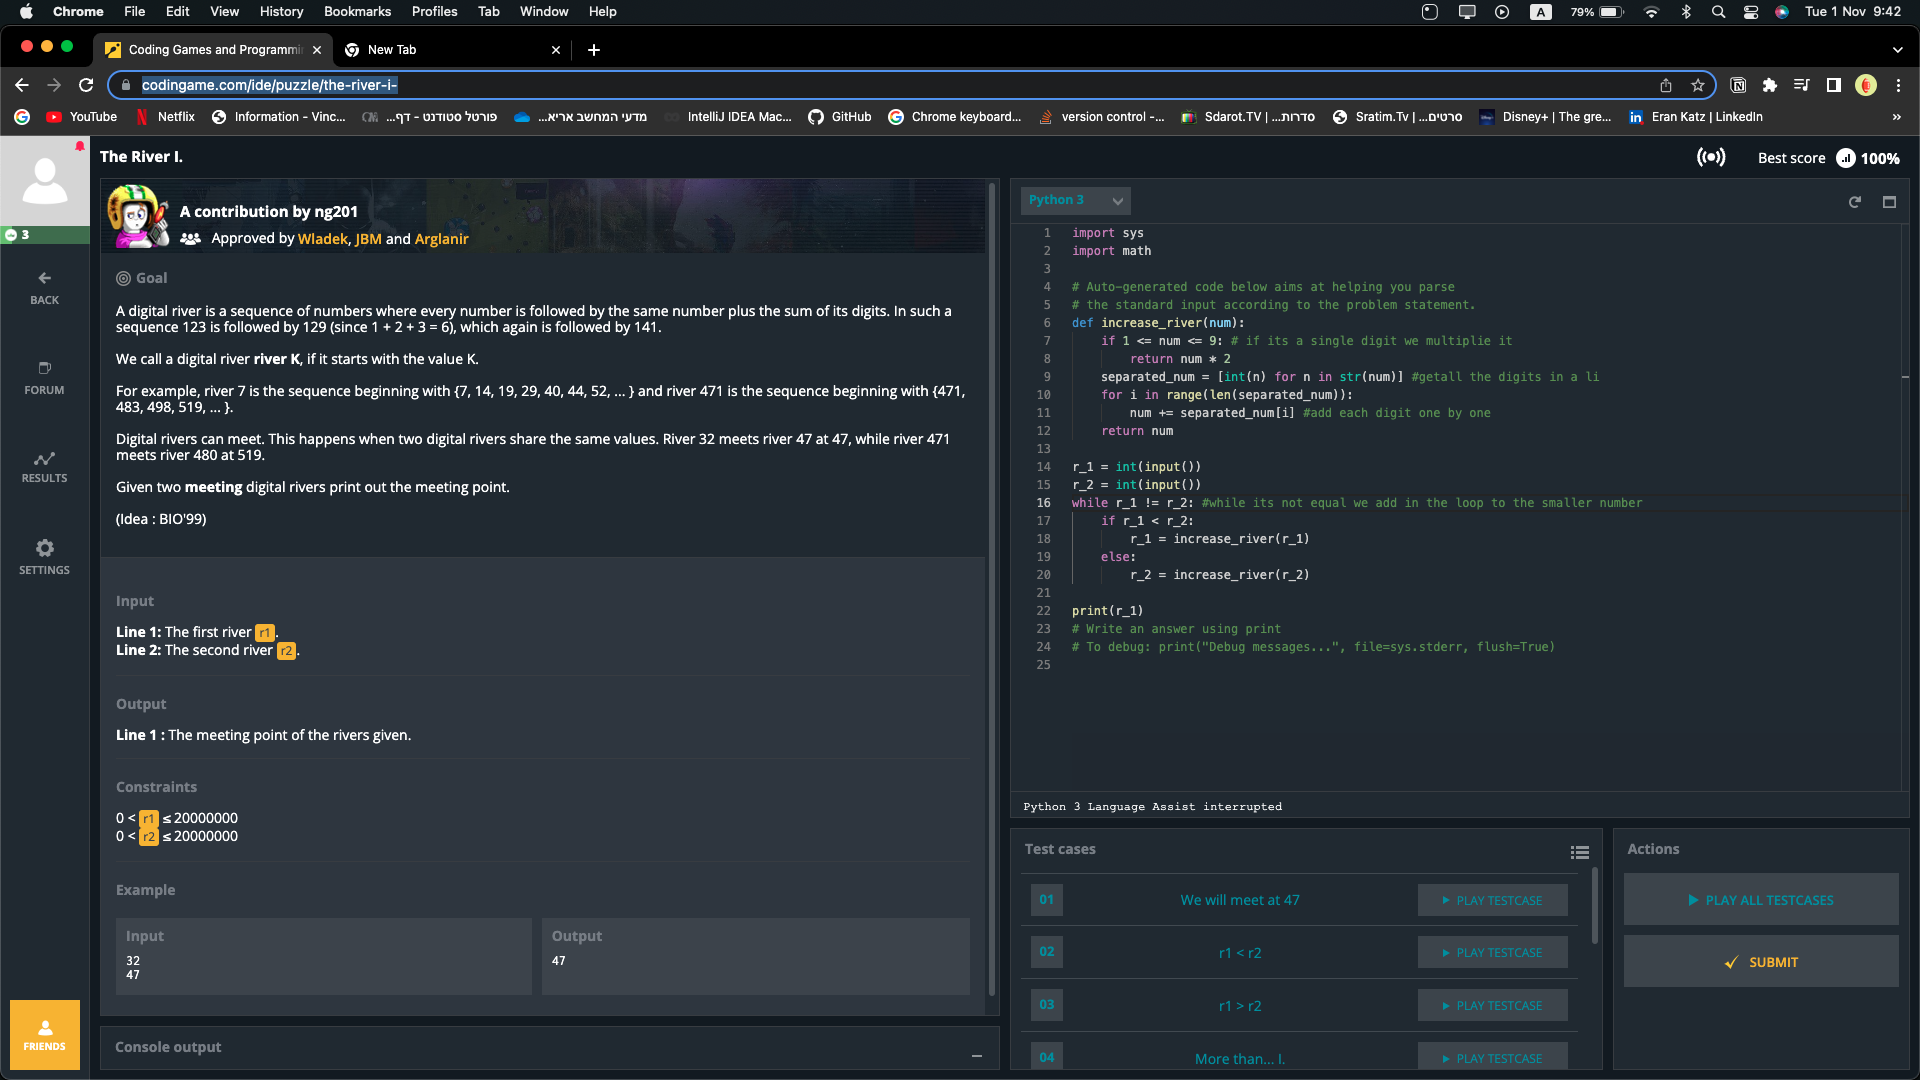 Chrome File Edit View History Bookmarks Profiles Tab Window Help A 79% Tue 1 Nov 9:42
Coding Games and Programmi New Tab
codingame.com/ide/puzzle/the-river-i-
YouTube Netflix Information - Vinc... פורטל סטודנט - דף... מדעי המחשב אריא... IntelliJ IDEA Mac... GitHub Chrome keyboard... version control -... Sdarot.TV | סדרות... Sratim.Tv | סרטים... Disney+ | The gre... Eran Katz | LinkedIn »
The River I.
Best score 100%
3
BACK
FORUM
RESULTS
SETTINGS
FRIENDS
A contribution by ng201
Approved by Wladek, JBM and Arglanir
Goal
A digital river is a sequence of numbers where every number is followed by the same number plus the sum of its digits. In such a
sequence 123 is followed by 129 (since 1 + 2 + 3 = 6), which again is followed by 141.
We call a digital river river K, if it starts with the value K.
For example, river 7 is the sequence beginning with {7, 14, 19, 29, 40, 44, 52, ... } and river 471 is the sequence beginning with {471,
483, 498, 519, ... }.
Digital rivers can meet. This happens when two digital rivers share the same values. River 32 meets river 47 at 47, while river 471
meets river 480 at 519.
Given two meeting digital rivers print out the meeting point.
(Idea : BIO'99)
Input
Line 1: The first river r1.
Line 2: The second river r2.
Output
Line 1 : The meeting point of the rivers given.
Constraints
0 < r1 ≤ 20000000
0 < r2 ≤ 20000000
Example
Input
32
47
Output
47
Console output
Python 3
1 import sys
2 import math
3
4 # Auto-generated code below aims at helping you parse
5 # the standard input according to the problem statement.
6 def increase_river(num):
7 if 1 <= num <= 9: # if its a single digit we multiplie it
8 return num * 2
9 separated_num = [int(n) for n in str(num)] #getall the digits in a li
10 for i in range(len(separated_num)):
11 num += separated_num[i] #add each digit one by one
12 return num
13
14 r_1 = int(input())
15 r_2 = int(input())
16 while r_1 != r_2: #while its not equal we add in the loop to the smaller number
17 if r_1 < r_2:
18 r_1 = increase_river(r_1)
19 else:
20 r_2 = increase_river(r_2)
21
22 print(r_1)
23 # Write an answer using print
24 # To debug: print("Debug messages...", file=sys.stderr, flush=True)
25
Python 3 Language Assist interrupted
Test cases
01 We will meet at 47 PLAY TESTCASE
02 r1 < r2 PLAY TESTCASE
03 r1 > r2 PLAY TESTCASE
04 More than... I. PLAY TESTCASE
Actions
PLAY ALL TESTCASES
SUBMIT